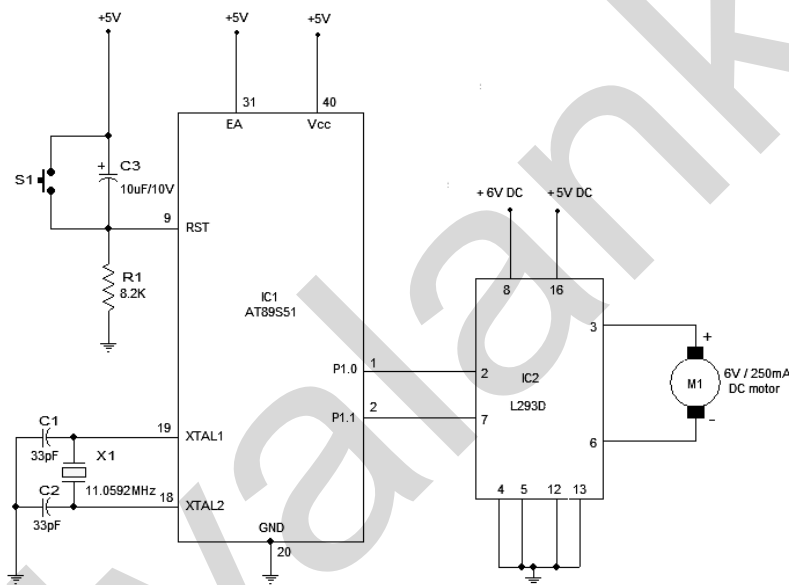 +5V
+5V
+5V
31
40
EA
Vcc
C3
+
S1
10uF/10V
+ 6V DC
+ 5V DC
9
RST
8
16
R1
8.2K
IC1
AT89S51
3
+
P1.0
1
2
IC2
L293D
M1
6V / 250mA
DC motor
P1.1
2
7
-
6
C1
19
XTAL1
33pF
X1
11.0592MHz
C2
18
XTAL2
33pF
4
5
12
13
GND
20